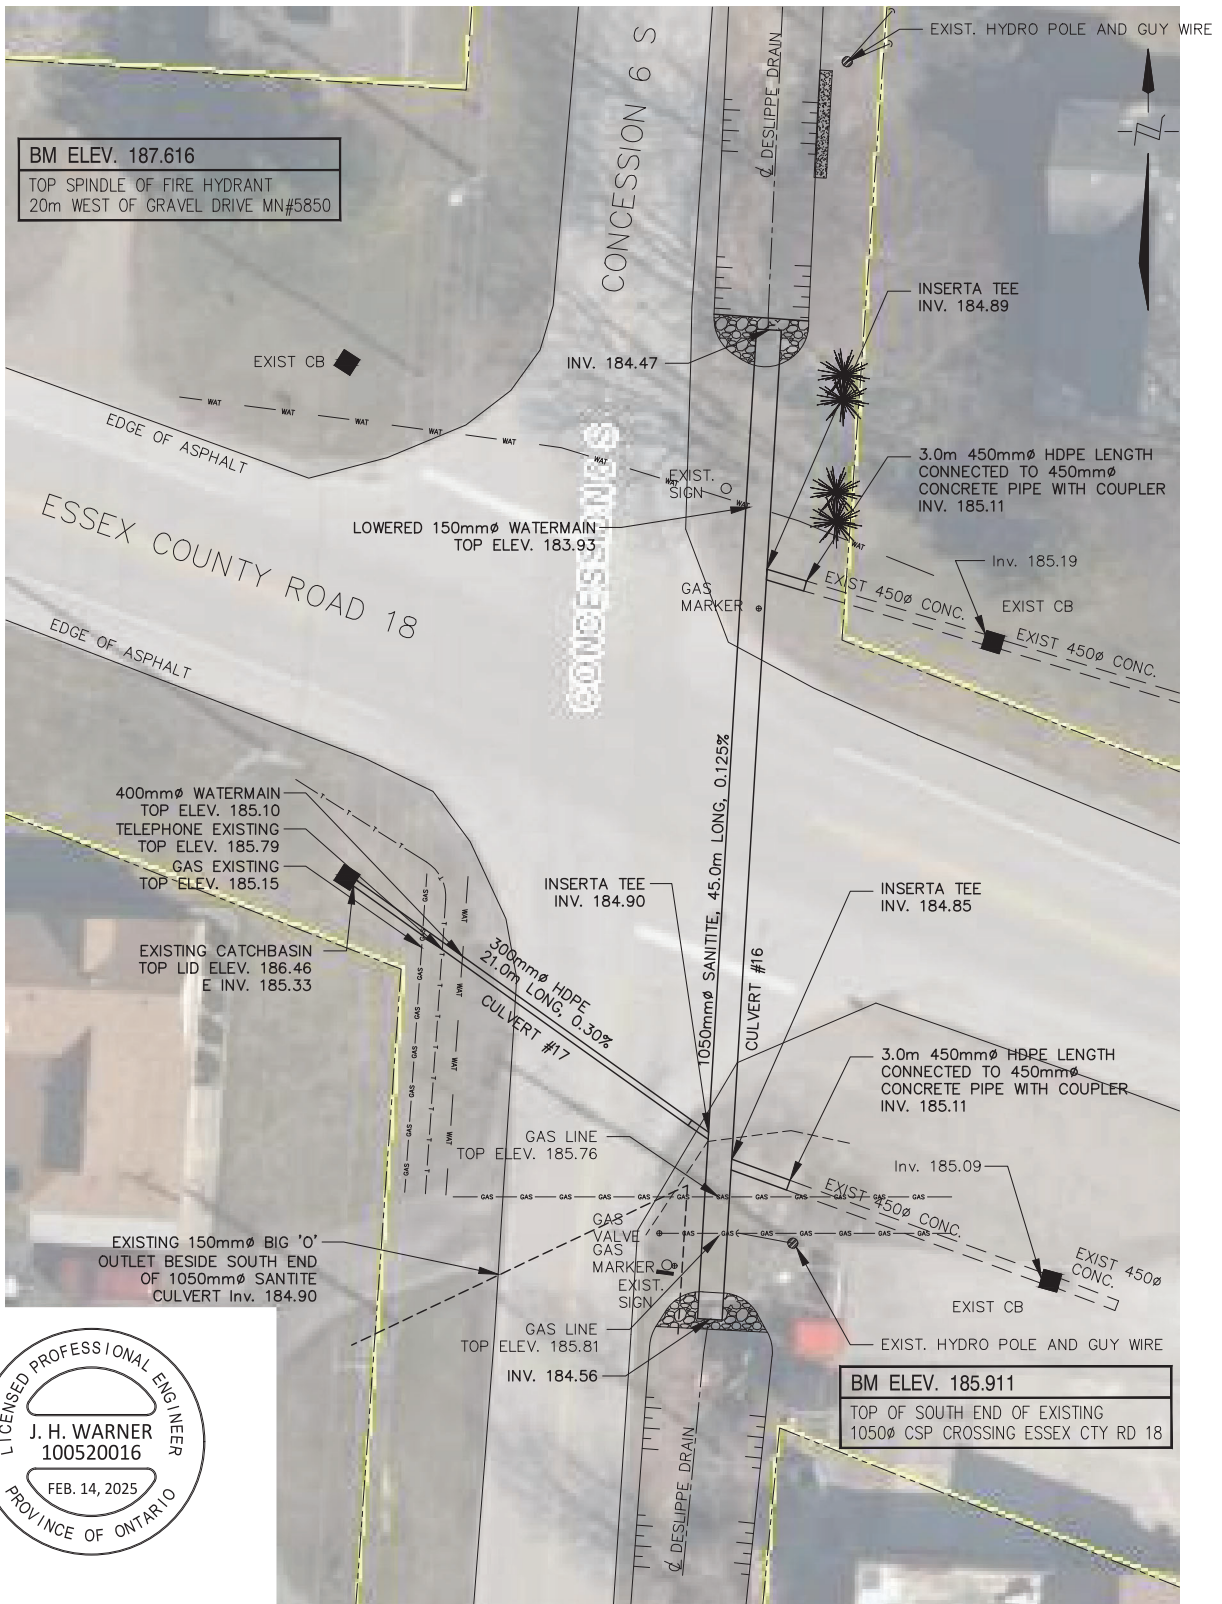 EXIST. HYDRO POLE AND GUY WIRE
CONCESSION 6 S
℄ DESLIPPE DRAIN
N
BM ELEV. 187.616
TOP SPINDLE OF FIRE HYDRANT
20m WEST OF GRAVEL DRIVE MN#5850
INSERTA TEE
INV. 184.89
EXIST CB
INV. 184.47
WAT
WAT
WAT
WAT
WAT
WAT
WAT
WAT
WAT
EDGE OF ASPHALT
3.0m 450mmø HDPE LENGTH
CONNECTED TO 450mmø
CONCRETE PIPE WITH COUPLER
INV. 185.11
EXIST.
SIGN
ESSEX COUNTY ROAD 18
LOWERED 150mmø WATERMAIN
TOP ELEV. 183.93
Inv. 185.19
EXIST 450ø CONC.
EXIST CB
EXIST 450ø CONC.
GAS
MARKER
EDGE OF ASPHALT
400mmø WATERMAIN
TOP ELEV. 185.10
TELEPHONE EXISTING
TOP ELEV. 185.79
GAS EXISTING
TOP ELEV. 185.15
1050mmø SANITITE, 45.0m LONG, 0.125%
CULVERT #16
INSERTA TEE
INV. 184.90
INSERTA TEE
INV. 184.85
EXISTING CATCHBASIN
TOP LID ELEV. 186.46
E INV. 185.33
300mmø HDPE
21.0m LONG, 0.30%
CULVERT #17
3.0m 450mmø HDPE LENGTH
CONNECTED TO 450mmø
CONCRETE PIPE WITH COUPLER
INV. 185.11
GAS LINE
TOP ELEV. 185.76
Inv. 185.09
EXIST 450ø CONC.
GAS
VALVE
GAS
MARKER
EXIST.
SIGN
EXISTING 150mmø BIG 'O'
OUTLET BESIDE SOUTH END
OF 1050mmø SANTITE
CULVERT Inv. 184.90
EXIST 450ø
CONC.
EXIST CB
GAS LINE
TOP ELEV. 185.81
EXIST. HYDRO POLE AND GUY WIRE
INV. 184.56
BM ELEV. 185.911
TOP OF SOUTH END OF EXISTING
1050ø CSP CROSSING ESSEX CTY RD 18
℄ DESLIPPE DRAIN
LICENSED PROFESSIONAL ENGINEER
J. H. WARNER
100520016
FEB. 14, 2025
PROVINCE OF ONTARIO